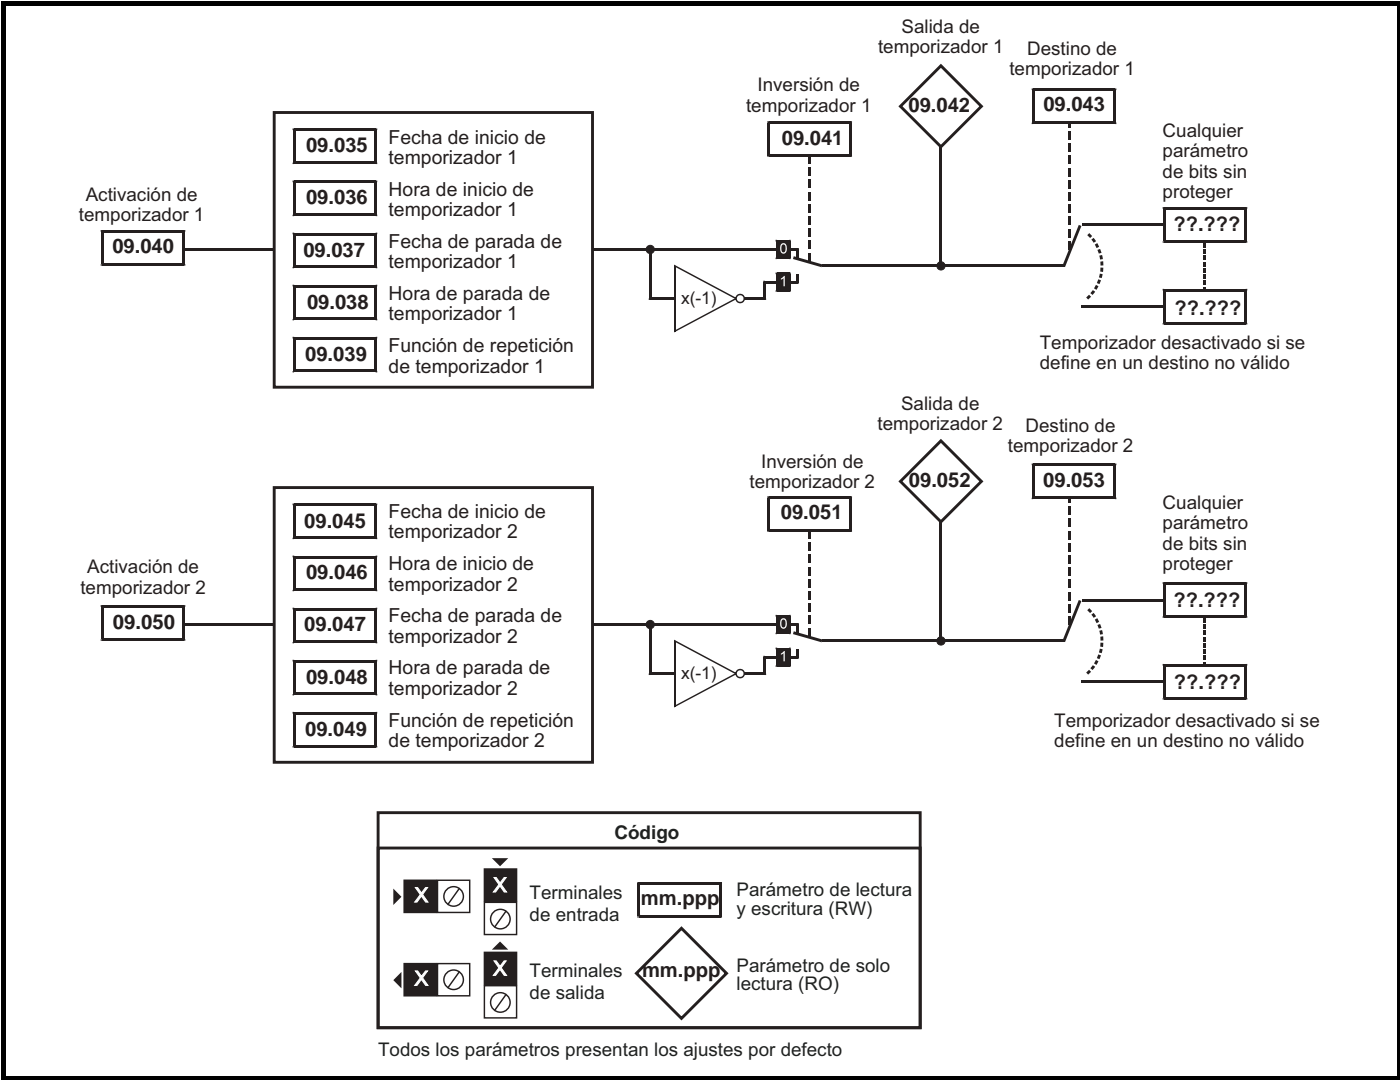 Activación de
temporizador 1
09.040
09.035
Fecha de inicio de
temporizador 1
09.036
Hora de inicio de
temporizador 1
09.037
Fecha de parada de
temporizador 1
09.038
Hora de parada de
temporizador 1
09.039
Función de repetición
de temporizador 1
x(-1)
0
1
Inversión de
temporizador 1
09.041
Salida de
temporizador 1
09.042
Destino de
temporizador 1
09.043
Cualquier
parámetro
de bits sin
proteger
??.???
??.???
Temporizador desactivado si se
define en un destino no válido
Activación de
temporizador 2
09.050
09.045
Fecha de inicio de
temporizador 2
09.046
Hora de inicio de
temporizador 2
09.047
Fecha de parada de
temporizador 2
09.048
Hora de parada de
temporizador 2
09.049
Función de repetición
de temporizador 2
x(-1)
0
1
Inversión de
temporizador 2
09.051
Salida de
temporizador 2
09.052
Destino de
temporizador 2
09.053
Cualquier
parámetro
de bits sin
proteger
??.???
??.???
Temporizador desactivado si se
define en un destino no válido
Código
X
X
Terminales
de entrada
mm.ppp
Parámetro de lectura
y escritura (RW)
X
X
Terminales
de salida
mm.ppp
Parámetro de solo
lectura (RO)
Todos los parámetros presentan los ajustes por defecto